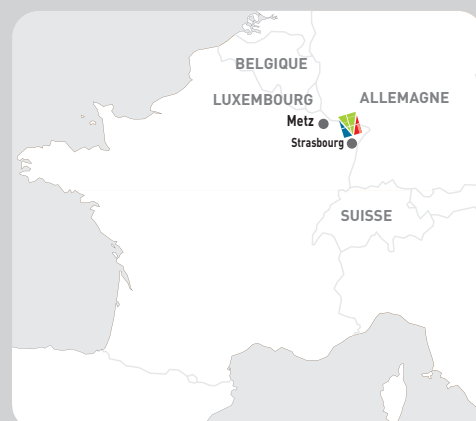 BELGIQUE
LUXEMBOURG
ALLEMAGNE
Metz
Strasbourg
SUISSE